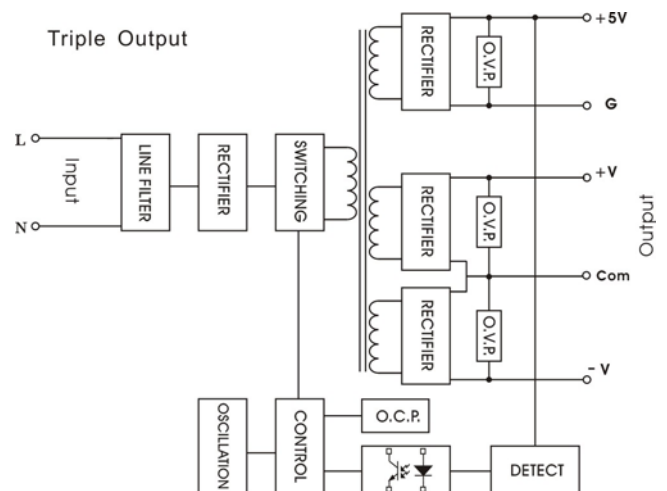 Triple Output
L
N
Input
LINE FILTER
RECTIFIER
SWITCHING
RECTIFIER
O.V.P.
+5V
G
RECTIFIER
O.V.P.
+V
Com
RECTIFIER
O.V.P.
- V
Output
OSCILLATION
CONTROL
O.C.P.
DETECT